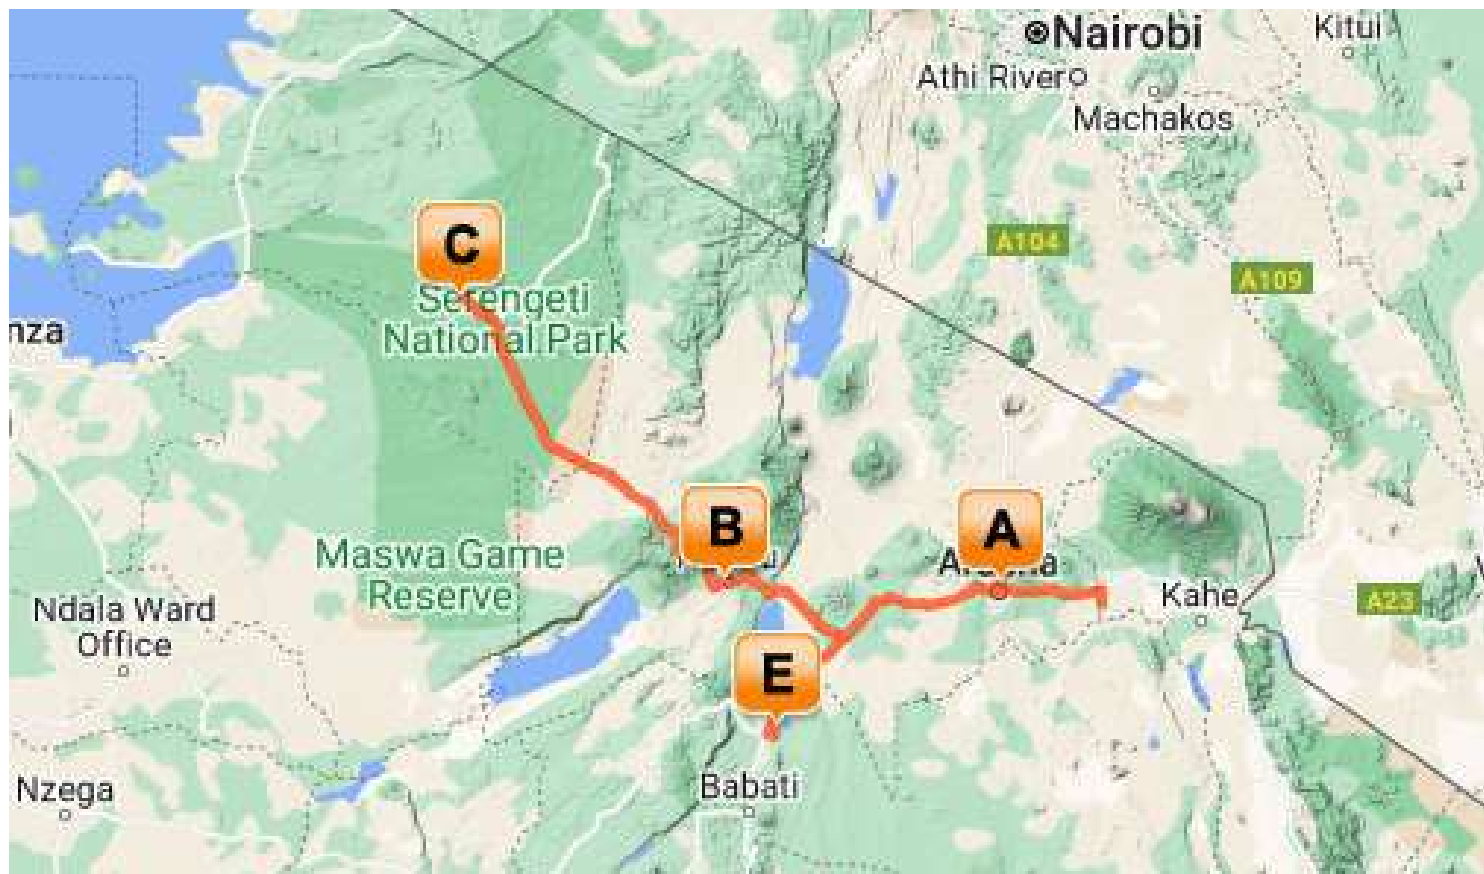 Nairobi
Kitui
Athi River
Machakos
A104
A109
C
Serengeti
National Park
nza
B
A
Maswa Game
Reserve
Kahe
A23
Ndala Ward
Office
E
Nzega
Babati